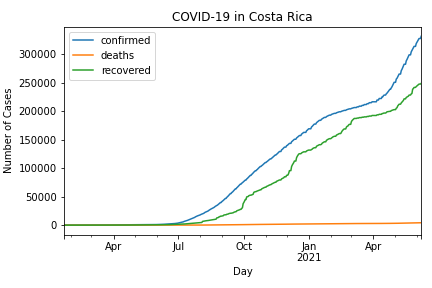 COVID-19 in Costa Rica
confirmed
deaths
recovered
Number of Cases
300000
250000
200000
150000
100000
50000
0
Apr
Jul
Oct
Jan
2021
Apr
Day